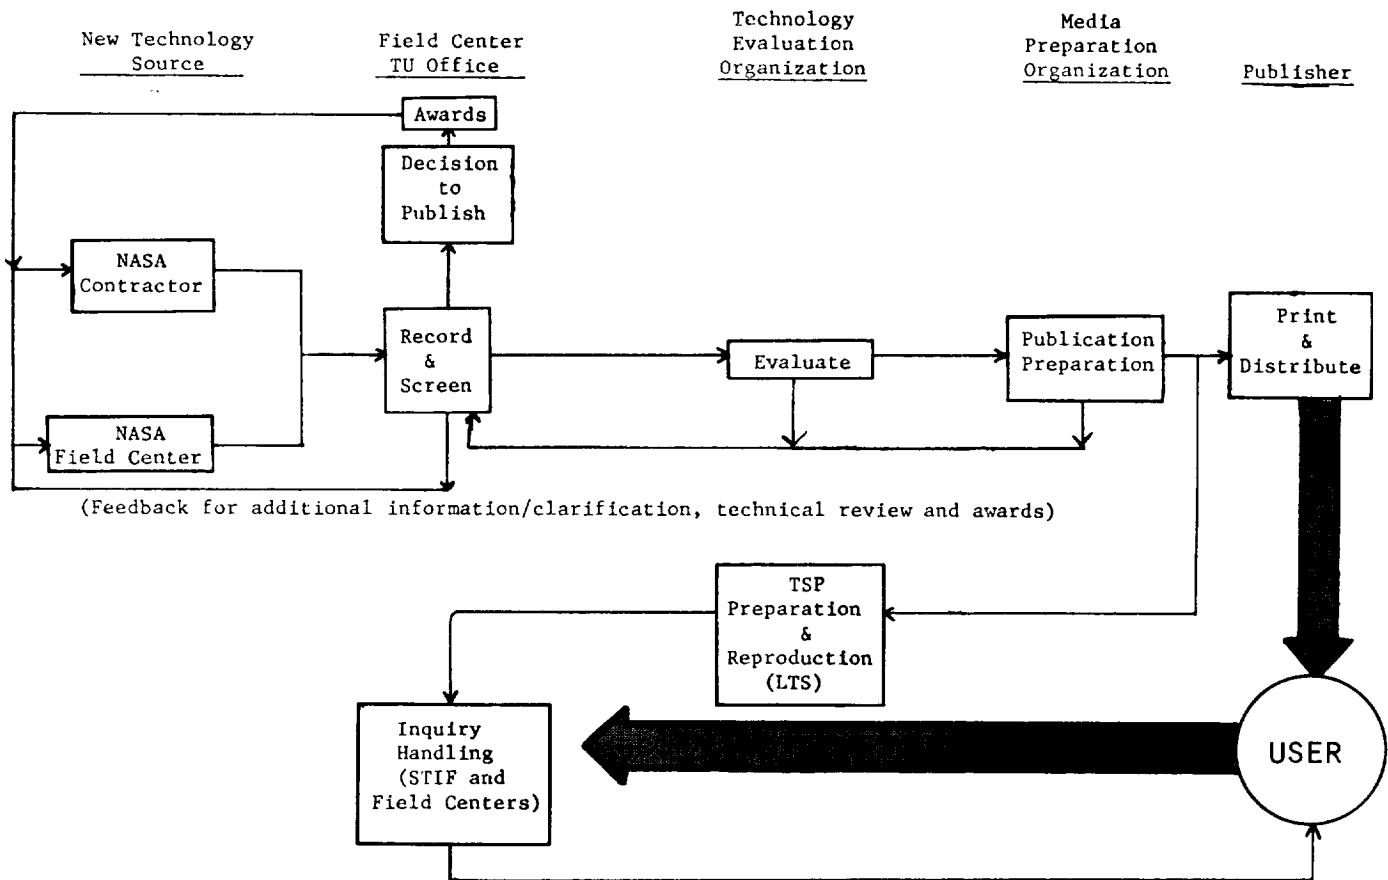 New Technology
Source
Field Center
TU Office
Technology
Evaluation
Organization
Media
Preparation
Organization
Publisher
Awards
Decision
to
Publish
NASA
Contractor
Record
&
Screen
Evaluate
Publication
Preparation
Print
&
Distribute
NASA
Field Center
(Feedback for additional information/clarification, technical review and awards)
TSP
Preparation
&
Reproduction
(LTS)
Inquiry
Handling
(STIF and
Field Centers)
USER